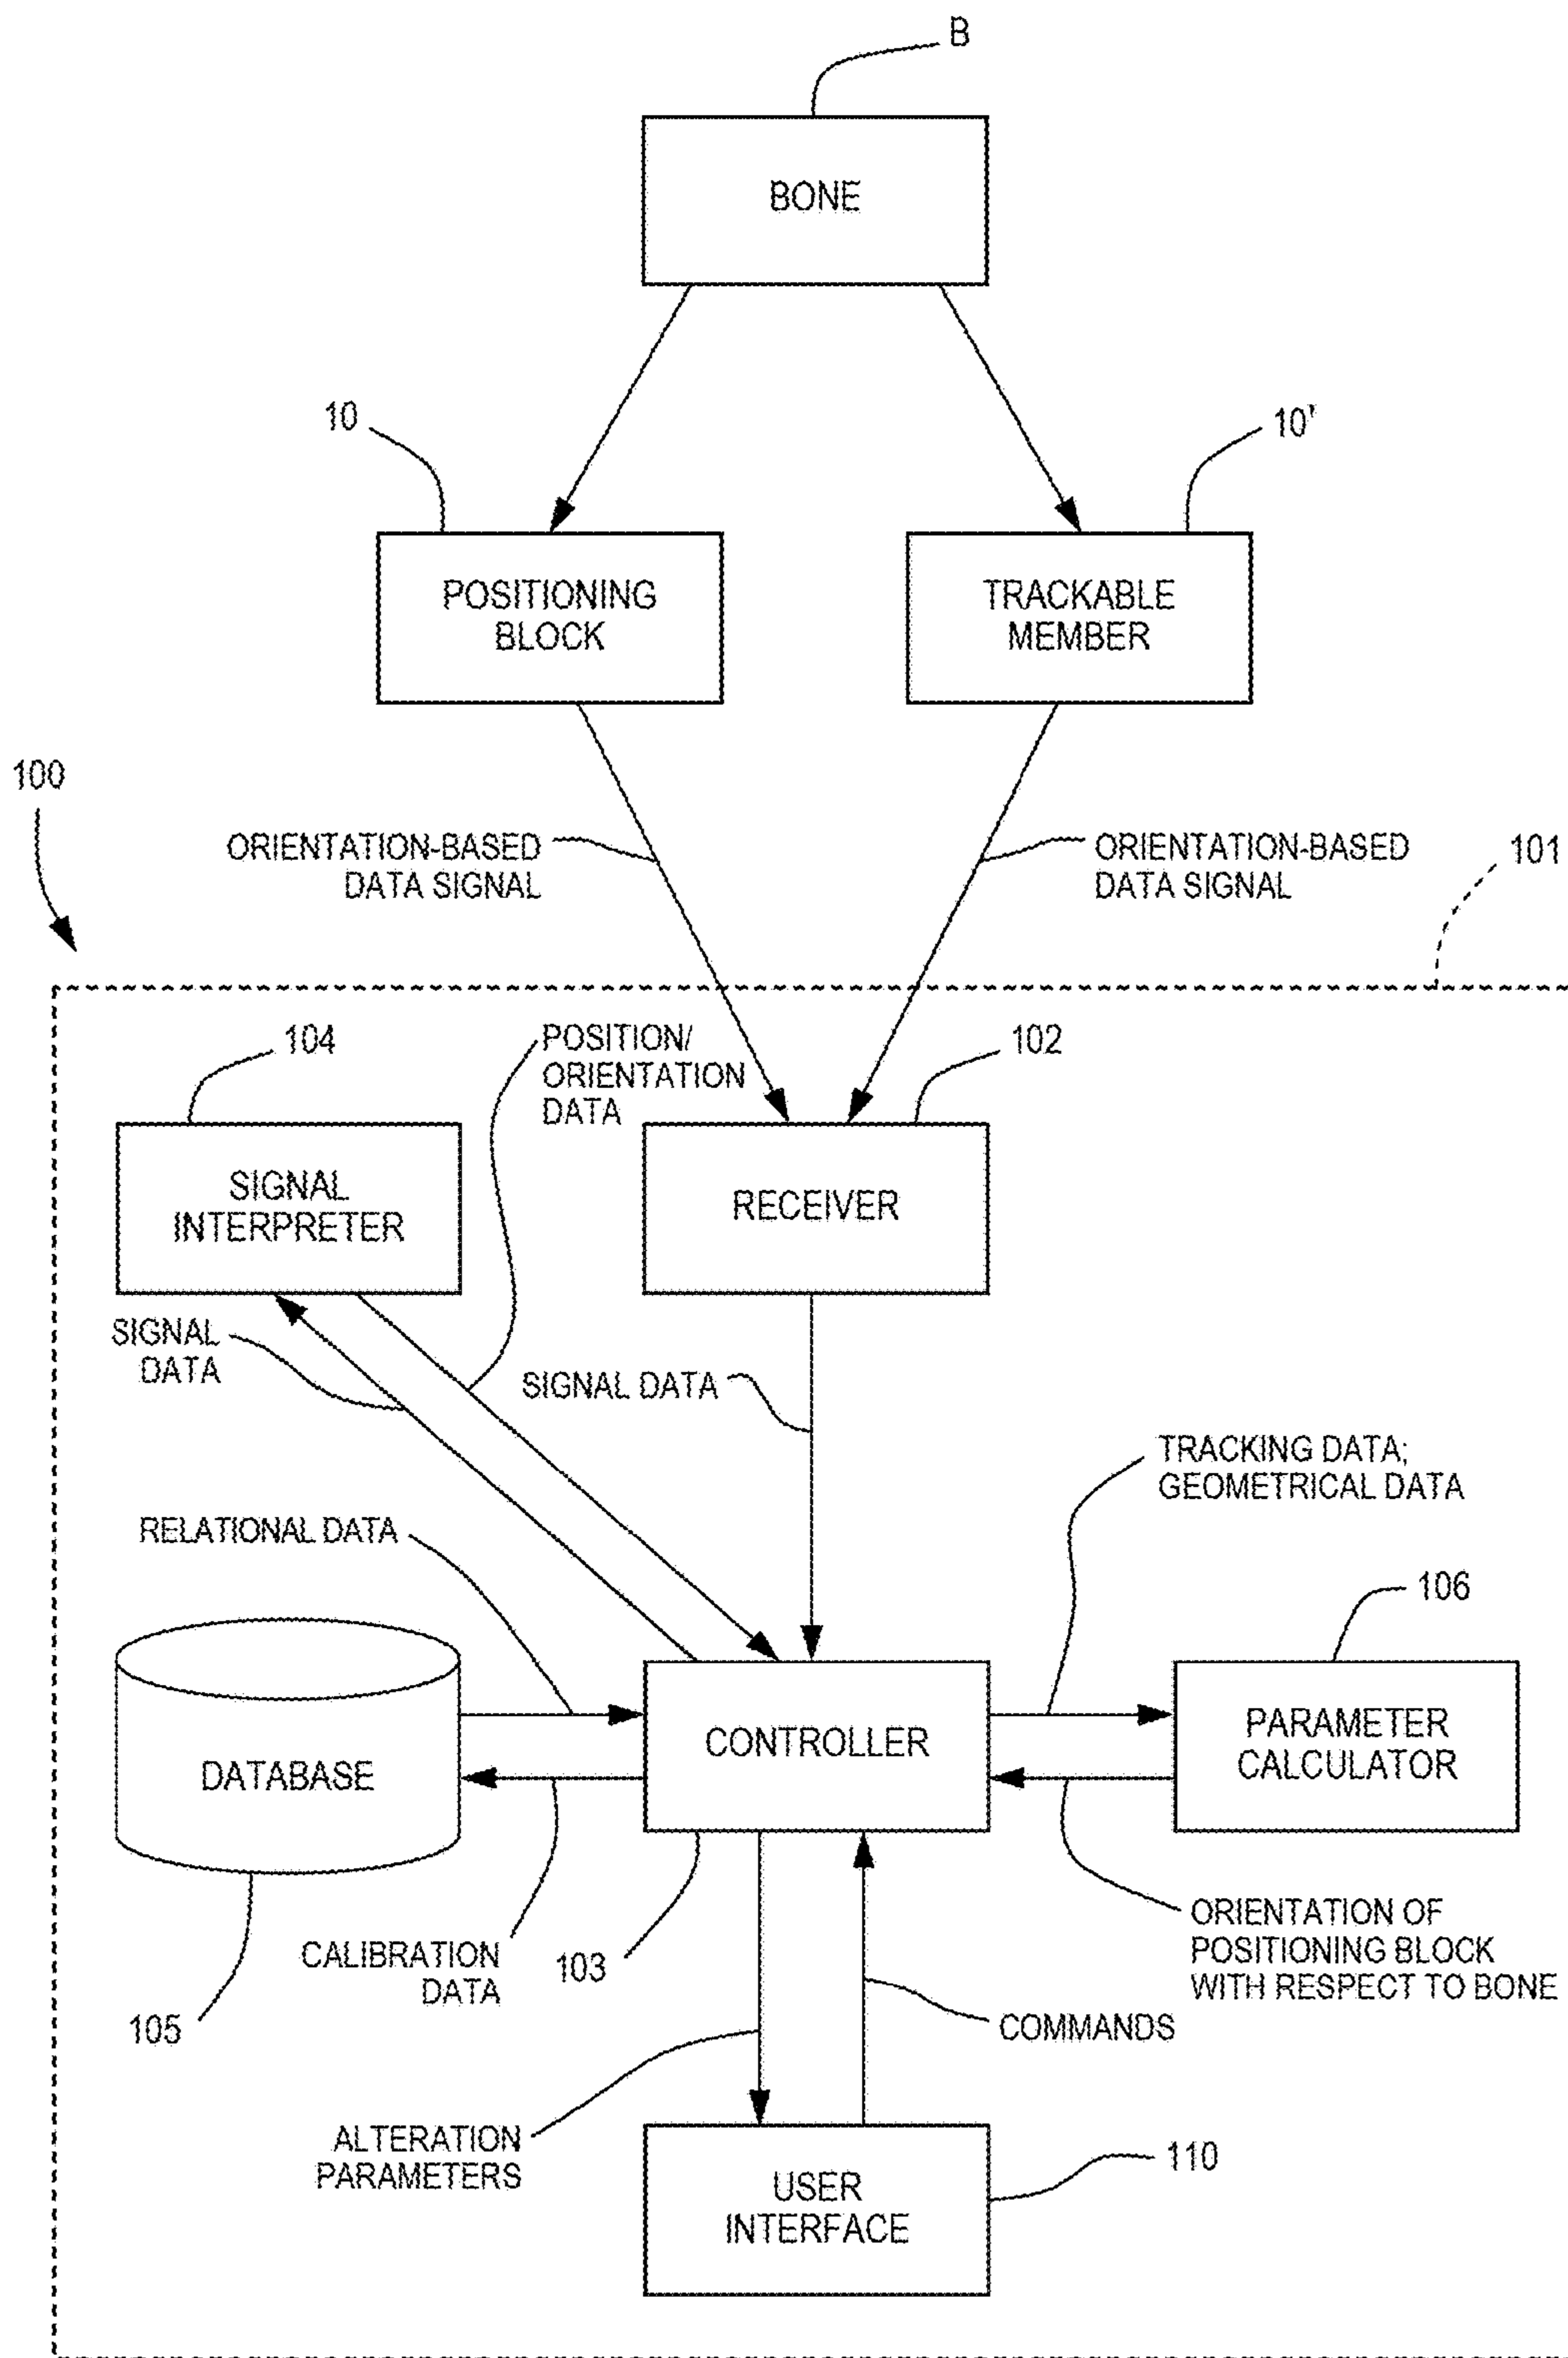 B
BONE
10
10'
POSITIONING
BLOCK
TRACKABLE
MEMBER
100
ORIENTATION-BASED
DATA SIGNAL
ORIENTATION-BASED
DATA SIGNAL
101
104
POSITION/
ORIENTATION
DATA
102
SIGNAL
INTERPRETER
RECEIVER
SIGNAL
DATA
SIGNAL DATA
TRACKING DATA;
GEOMETRICAL DATA
RELATIONAL DATA
106
DATABASE
CONTROLLER
PARAMETER
CALCULATOR
CALIBRATION
DATA
103
ORIENTATION OF
POSITIONING BLOCK
WITH RESPECT TO BONE
105
COMMANDS
ALTERATION
PARAMETERS
110
USER
INTERFACE